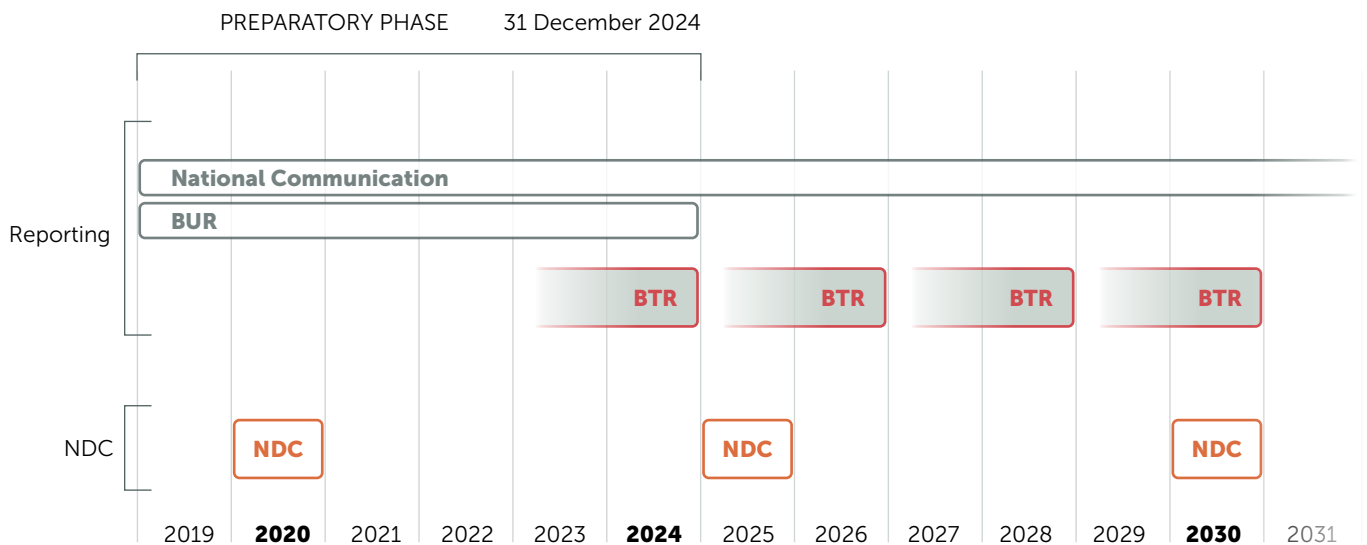 PREPARATORY PHASE 31 December 2024
National Communication
BUR
Reporting
BTR BTR BTR BTR
NDC
NDC NDC NDC
2019 2020 2021 2022 2023 2024 2025 2026 2027 2028 2029 2030 2031